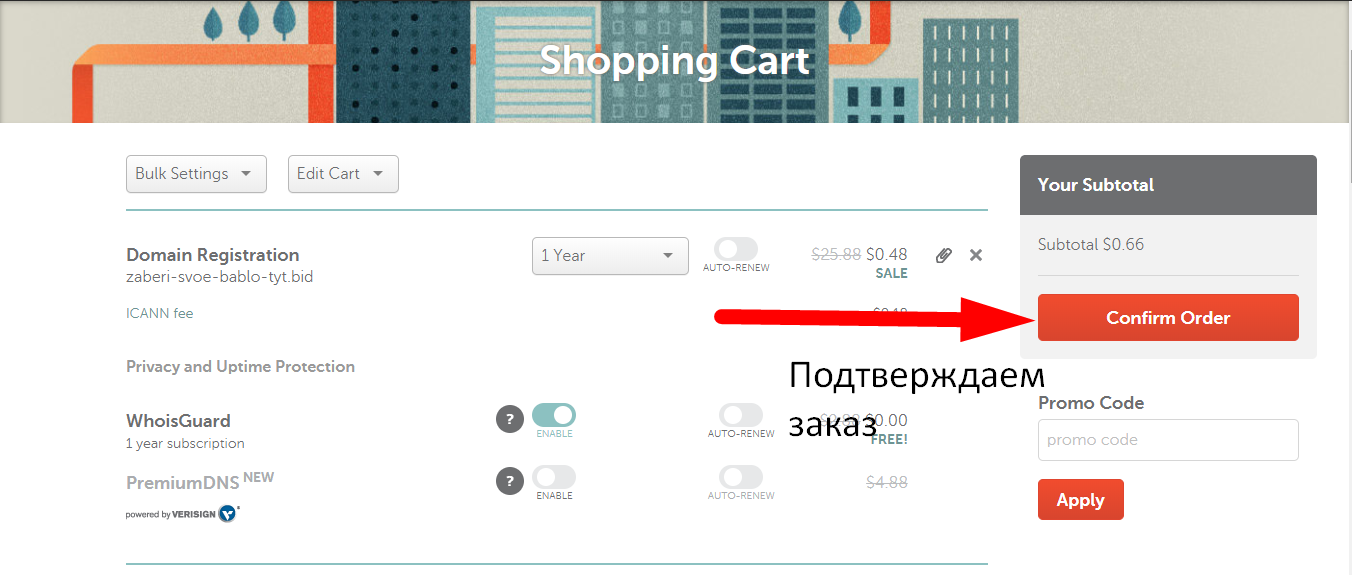 Shopping Cart
Bulk Settings
Edit Cart
Your Subtotal
Subtotal $0.66
Domain Registration
zaberi-svoe-bablo-tyt.bid
1 Year
AUTO-RENEW
$25.88 $0.48
SALE
ICANN fee
Confirm Order
Privacy and Uptime Protection
Подтверждаем
заказ
WhoisGuard
1 year subscription
?
ENABLE
AUTO-RENEW
$0.00
FREE!
PremiumDNS NEW
?
ENABLE
AUTO-RENEW
$4.88
powered by VERISIGN
Promo Code
promo code
Apply